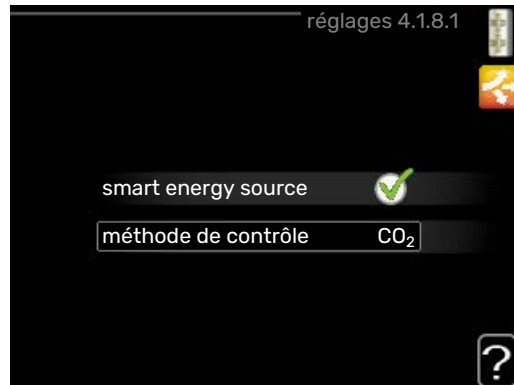 réglages 4.1.8.1
smart energy source
méthode de contrôle CO₂
?